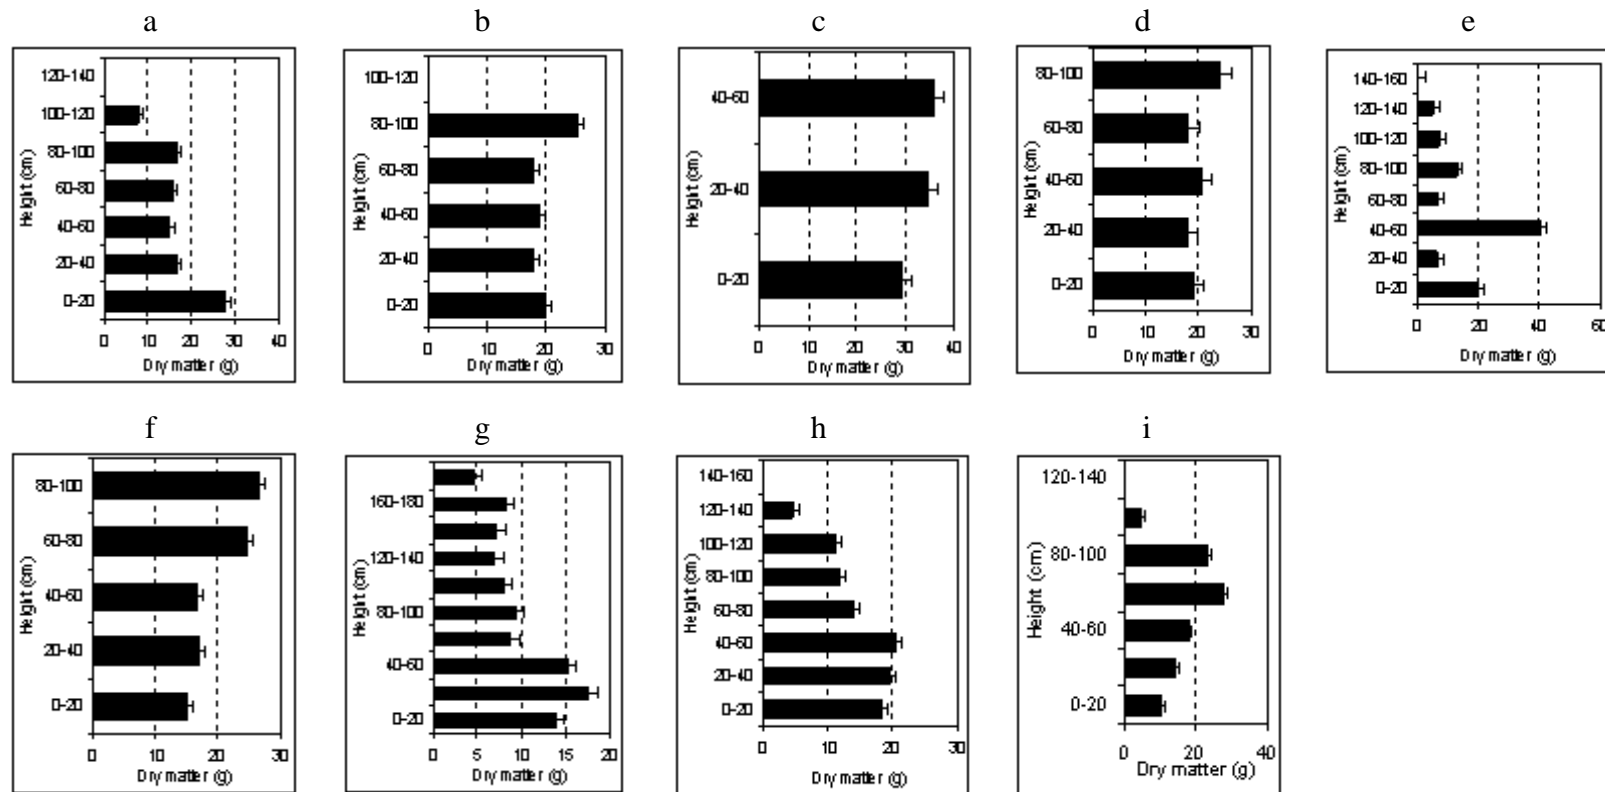 a
120-140
100-120
80-100
60-80
40-60
20-40
0-20
Height (cm)
0 10 20 30 40
Dry matter (g)
b
100-120
80-100
60-80
40-60
20-40
0-20
Height (cm)
0 10 20 30
Dry matter (g)
c
40-60
20-40
0-20
Height (cm)
0 10 20 30 40
Dry matter (g)
d
80-100
60-80
40-60
20-40
0-20
Height (cm)
0 10 20 30
Dry matter (g)
e
140-160
120-140
100-120
80-100
60-80
40-60
20-40
0-20
Height (cm)
0 20 40 60
Dry matter (g)
f
80-100
60-80
40-60
20-40
0-20
Height (cm)
0 10 20 30
Dry matter (g)
g
160-180
120-140
80-100
40-60
0-20
Height (cm)
0 5 10 15 20
Dry matter (g)
h
140-160
120-140
100-120
80-100
60-80
40-60
20-40
0-20
Height (cm)
0 10 20 30
Dry matter (g)
i
120-140
80-100
40-60
0-20
Height (cm)
0 20 40
Dry matter (g)